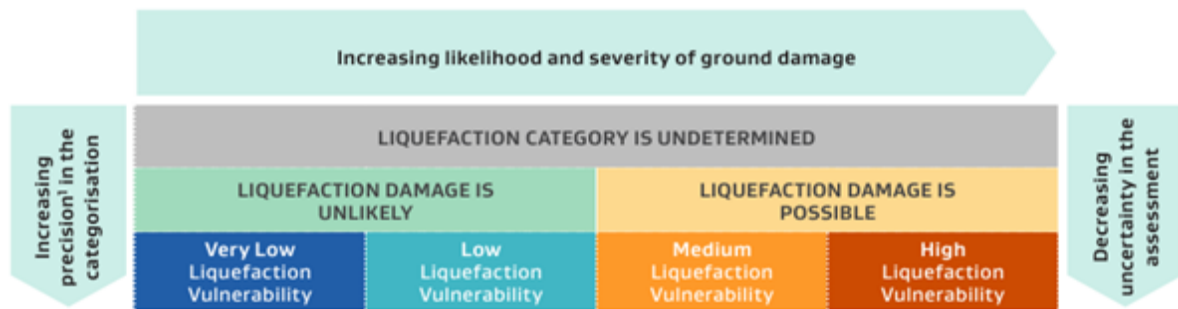 Increasing likelihood and severity of ground damage
Increasing
precision¹ in the
categorisation
LIQUEFACTION CATEGORY IS UNDETERMINED
LIQUEFACTION DAMAGE IS
UNLIKELY
LIQUEFACTION DAMAGE IS
POSSIBLE
Very Low
Liquefaction
Vulnerability
Low
Liquefaction
Vulnerability
Medium
Liquefaction
Vulnerability
High
Liquefaction
Vulnerability
Decreasing
uncertainty in the
assessment